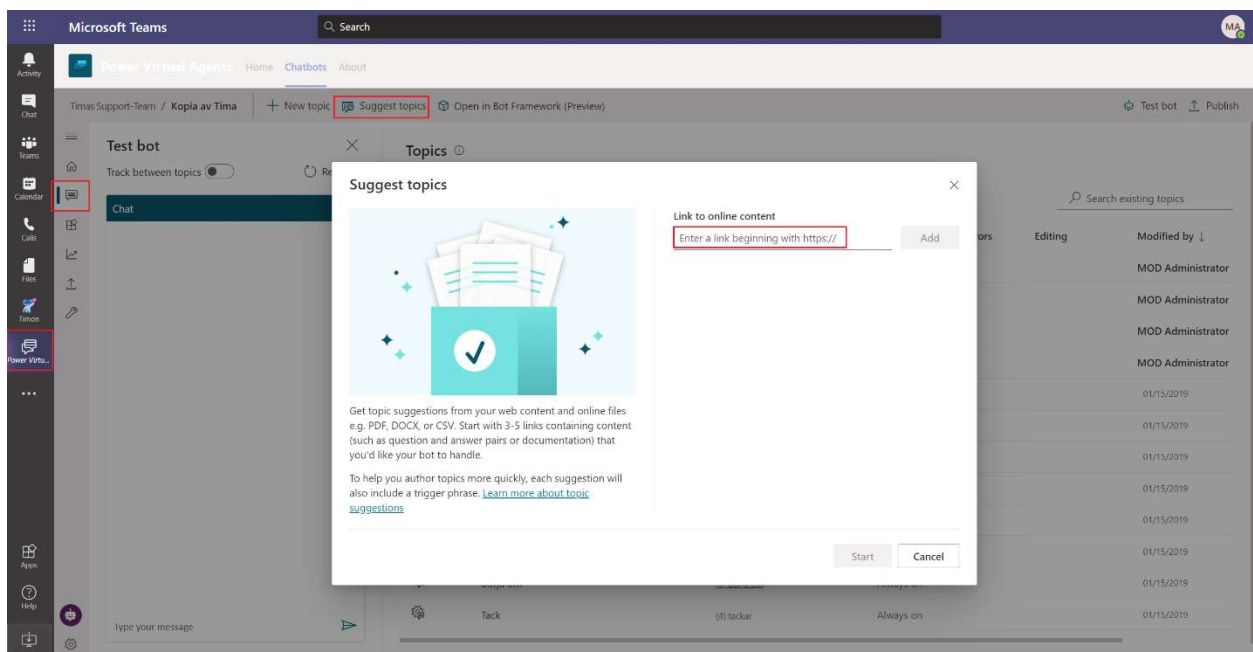 Microsoft Teams
Search
MA
Activity
Chat
Teams
Calendar
Calls
Files
Timon
Power Virtu...
Apps
Help
Power Virtual Agents Home Chatbots About
Timas Support-Team / Kopia av Tima
New topic
Suggest topics
Open in Bot Framework (Preview)
Test bot
Publish
Test bot
Track between topics
Re
Chat
Type your message
Topics
Search existing topics
ors Editing Modified by ↓
MOD Administrator
MOD Administrator
MOD Administrator
MOD Administrator
01/15/2019
01/15/2019
01/15/2019
01/15/2019
01/15/2019
01/15/2019
01/15/2019
Tack (4) tackar Always on 01/15/2019
Suggest topics
Get topic suggestions from your web content and online files
e.g. PDF, DOCX, or CSV. Start with 3-5 links containing content
(such as question and answer pairs or documentation) that
you'd like your bot to handle.
To help you author topics more quickly, each suggestion will
also include a trigger phrase. Learn more about topic
suggestions
Link to online content
Enter a link beginning with https://
Add
Start
Cancel